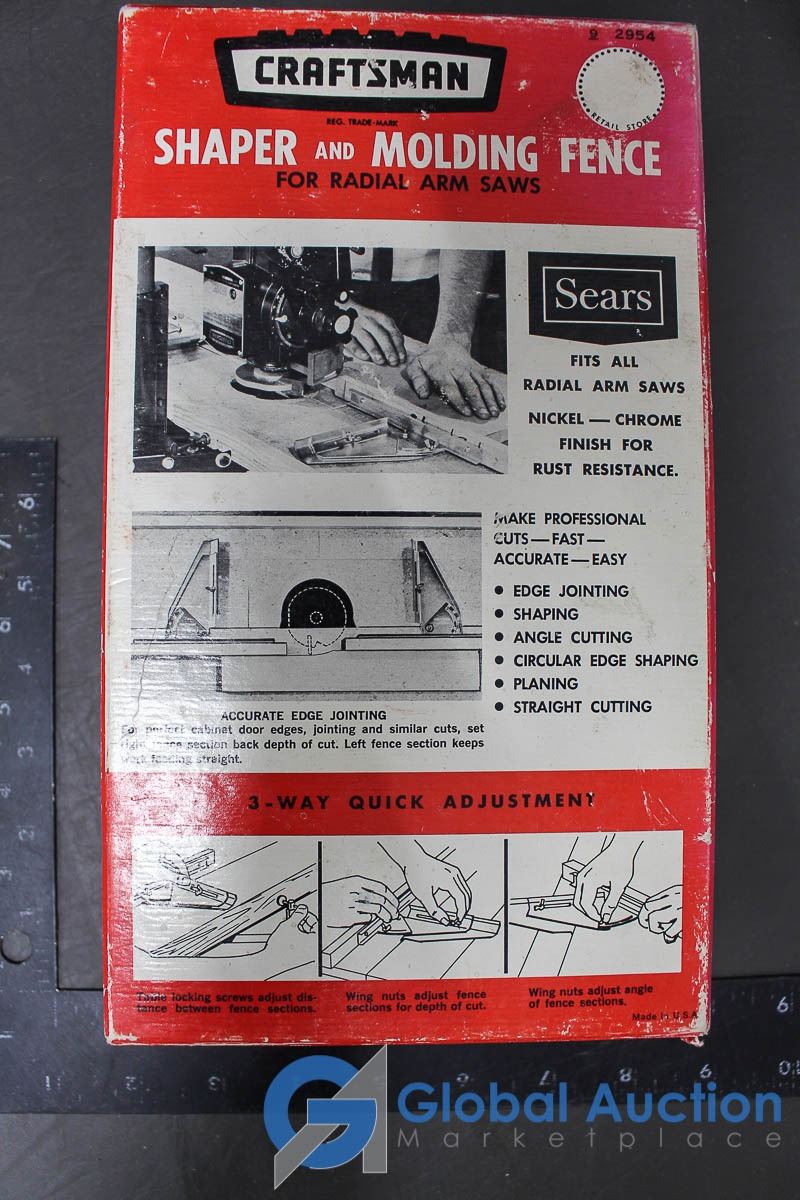 CRAFTSMAN
REG. TRADE-MARK
9 2954
RETAIL STORE
SHAPER AND MOLDING FENCE
FOR RADIAL ARM SAWS
Sears
FITS ALL
RADIAL ARM SAWS
NICKEL — CHROME
FINISH FOR
RUST RESISTANCE.
MAKE PROFESSIONAL
CUTS — FAST —
ACCURATE — EASY
• EDGE JOINTING
• SHAPING
• ANGLE CUTTING
• CIRCULAR EDGE SHAPING
• PLANING
• STRAIGHT CUTTING
ACCURATE EDGE JOINTING
For perfect cabinet door edges, jointing and similar cuts, set
right fence section back depth of cut. Left fence section keeps
work feeding straight.
3-WAY QUICK ADJUSTMENT
Table locking screws adjust dis-
tance between fence sections.
Wing nuts adjust fence
sections for depth of cut.
Wing nuts adjust angle
of fence sections.
Made in U.S.A
Global Auction
Marketplace